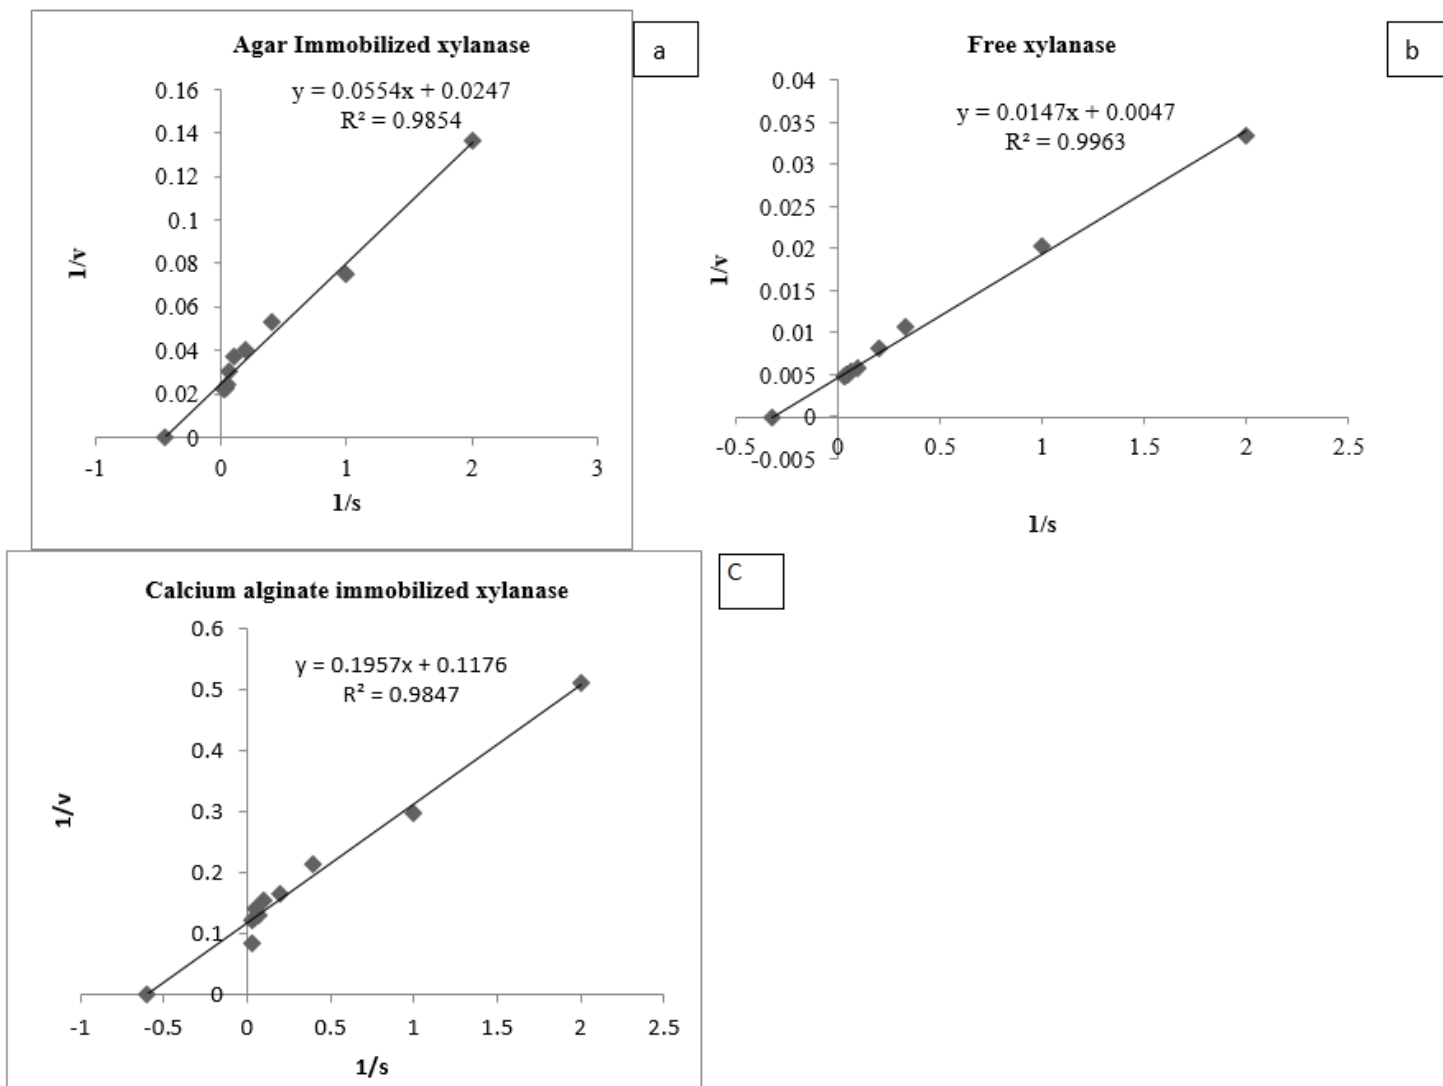 Agar Immobilized xylanase
a
y = 0.0554x + 0.0247
R² = 0.9854
0.16
0.14
0.12
0.1
0.08
0.06
0.04
0.02
0
1/v
-1
0
1
2
3
1/s
Free xylanase
b
y = 0.0147x + 0.0047
R² = 0.9963
0.04
0.035
0.03
0.025
0.02
0.015
0.01
0.005
0
-0.005
1/v
-0.5
0
0.5
1
1.5
2
2.5
1/s
Calcium alginate immobilized xylanase
C
y = 0.1957x + 0.1176
R² = 0.9847
0.6
0.5
0.4
0.3
0.2
0.1
0
1/v
-1
-0.5
0
0.5
1
1.5
2
2.5
1/s